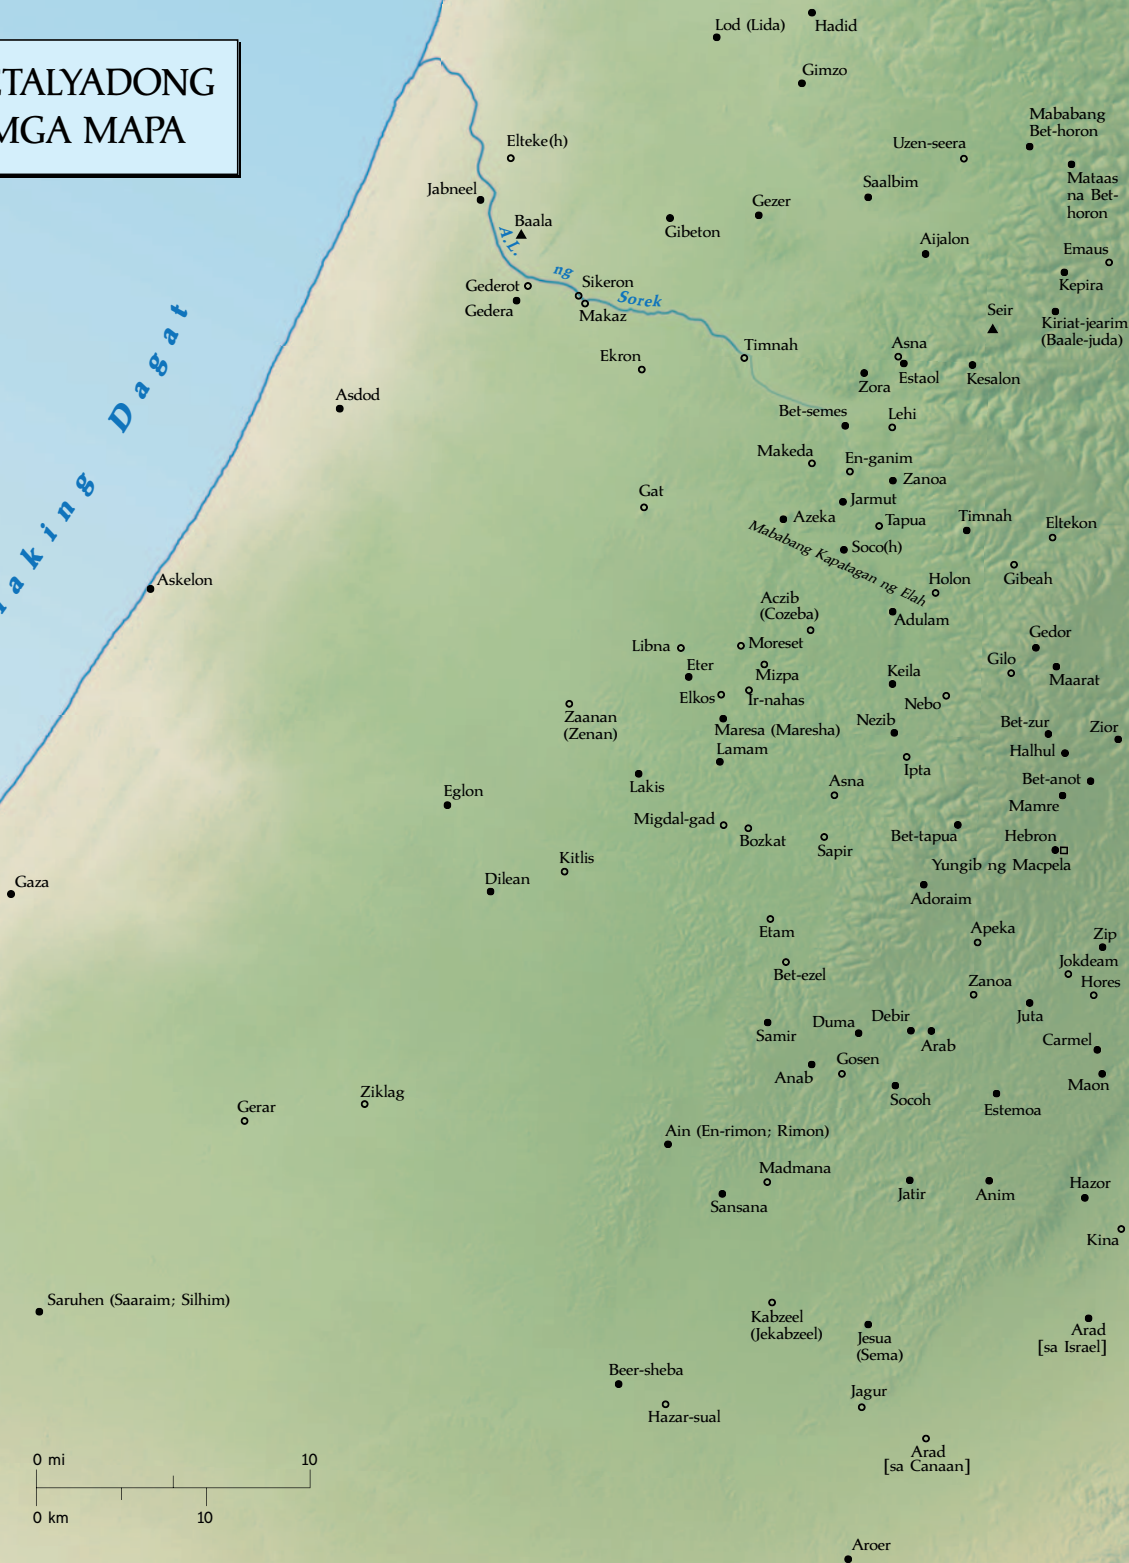 ETALYADONG
MGA MAPA
Lod (Lida)
Hadid
Gimzo
Mababang
Bet-horon
Elteke(h)
Uzen-seera
Mataas
na Bet-
horon
Jabneel
Saalbim
Gezer
Baala
Gibeton
Aijalon
Emaus
A.L. ng Sorek
Gederot
Sikeron
Kepira
Gedera
Makaz
Seir
Kiriat-jearim
(Baale-juda)
Ekron
Timnah
Asna
Estaol
Zora
Kesalon
Asdod
Bet-semes
Lehi
aking Dagat
Makeda
En-ganim
Zanoa
Gat
Jarmut
Azeka
Tapua
Timnah
Eltekon
Mababang Kapatagan ng Elah
Soco(h)
Askelon
Holon
Gibeah
Aczib
(Cozeba)
Adulam
Libna
Moreset
Gedor
Eter
Mizpa
Keila
Gilo
Maarat
Elkos
Ir-nahas
Nebo
Zaanan
(Zenan)
Maresa (Maresha)
Nezib
Bet-zur
Zior
Lamam
Halhul
Ipta
Lakis
Asna
Bet-anot
Eglon
Mamre
Migdal-gad
Bozkat
Sapir
Bet-tapua
Hebron
Kitlis
Yungib ng Macpela
Gaza
Dilean
Adoraim
Etam
Apeka
Zip
Bet-ezel
Jokdeam
Zanoa
Hores
Samir
Duma
Debir
Arab
Juta
Carmel
Anab
Gosen
Maon
Gerar
Ziklag
Socoh
Estemoa
Ain (En-rimon; Rimon)
Madmana
Sansana
Jatir
Anim
Hazor
Kina
Saruhen (Saaraim; Silhim)
Kabzeel
(Jekabzeel)
Jesua
(Sema)
Arad
[sa Israel]
Beer-sheba
Jagur
Hazar-sual
Arad
[sa Canaan]
0 mi 10
0 km 10
Aroer